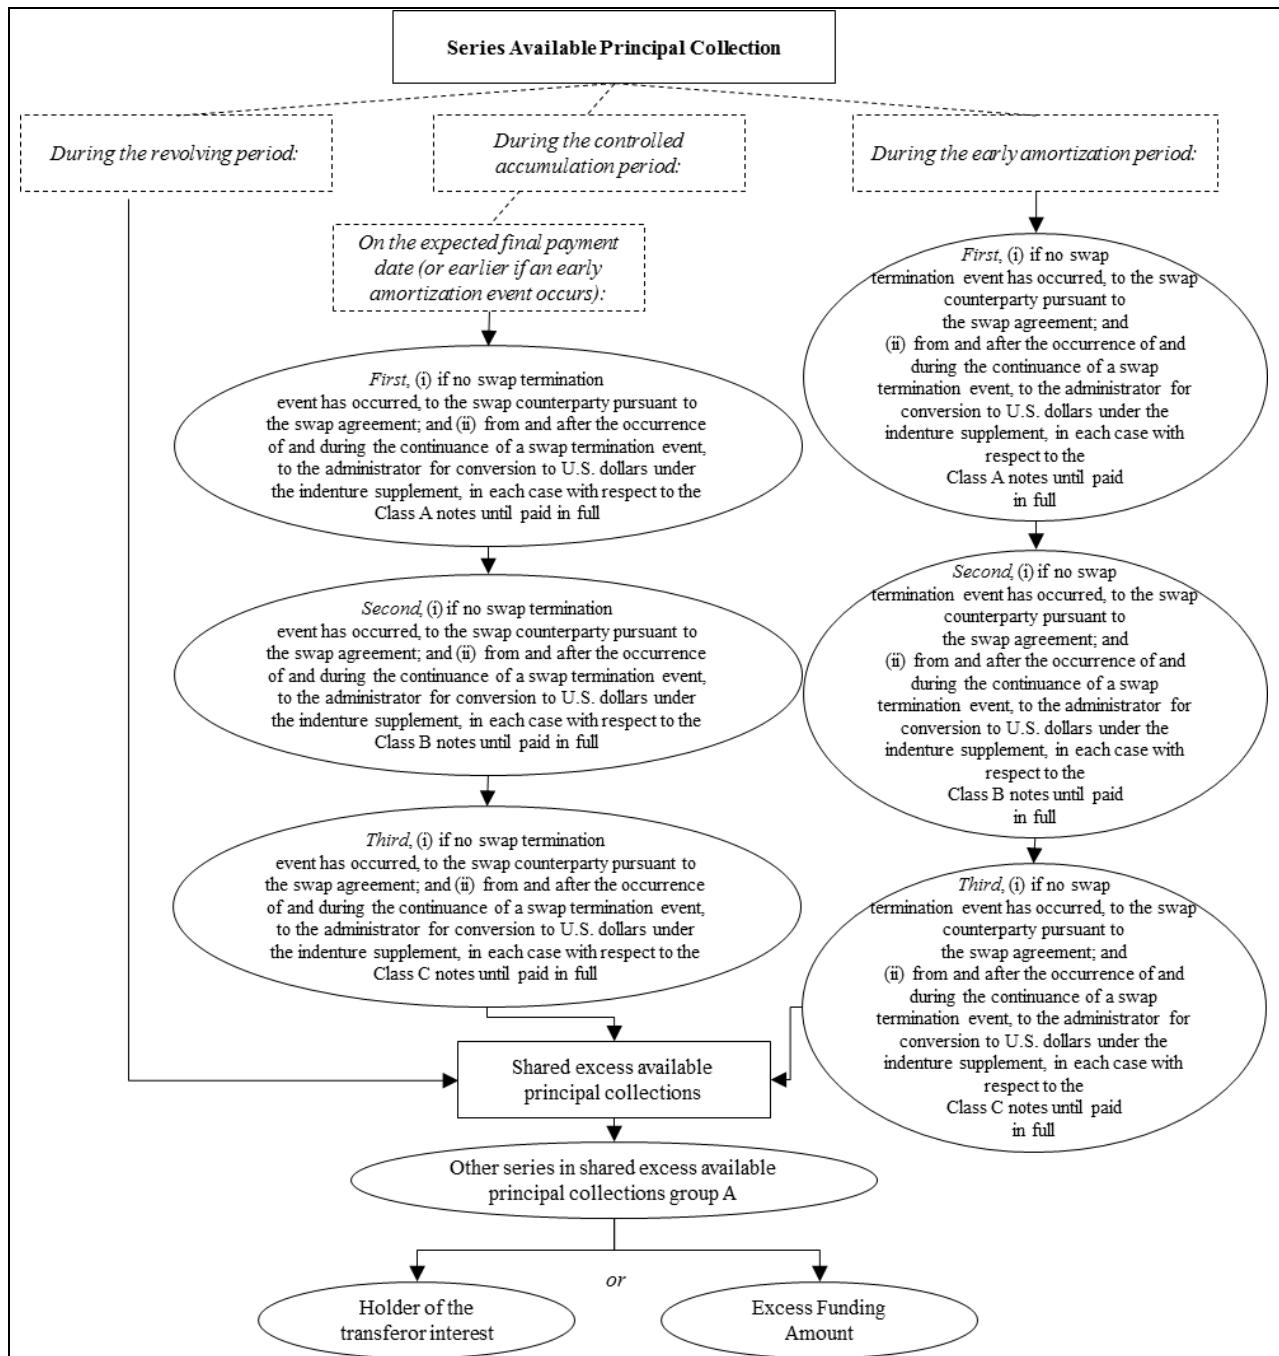 Series Available Principal Collection
During the revolving period:
During the controlled
accumulation period:
During the early amortization period:
On the expected final payment
date (or earlier if an early
amortization event occurs):
First, (i) if no swap termination
event has occurred, to the swap counterparty pursuant to
the swap agreement; and (ii) from and after the occurrence
of and during the continuance of a swap termination event,
to the administrator for conversion to U.S. dollars under
the indenture supplement, in each case with respect to the
Class A notes until paid in full
Second, (i) if no swap termination
event has occurred, to the swap counterparty pursuant to
the swap agreement; and (ii) from and after the occurrence
of and during the continuance of a swap termination event,
to the administrator for conversion to U.S. dollars under
the indenture supplement, in each case with respect to the
Class B notes until paid in full
Third, (i) if no swap termination
event has occurred, to the swap counterparty pursuant to
the swap agreement; and (ii) from and after the occurrence
of and during the continuance of a swap termination event,
to the administrator for conversion to U.S. dollars under
the indenture supplement, in each case with respect to the
Class C notes until paid in full
First, (i) if no swap
termination event has occurred, to the swap
counterparty pursuant to
the swap agreement; and
(ii) from and after the occurrence of and
during the continuance of a swap
termination event, to the administrator for
conversion to U.S. dollars under the
indenture supplement, in each case with
respect to the
Class A notes until paid
in full
Second, (i) if no swap
termination event has occurred, to the swap
counterparty pursuant to
the swap agreement; and
(ii) from and after the occurrence of and
during the continuance of a swap
termination event, to the administrator for
conversion to U.S. dollars under the
indenture supplement, in each case with
respect to the
Class B notes until paid
in full
Third, (i) if no swap
termination event has occurred, to the swap
counterparty pursuant to
the swap agreement; and
(ii) from and after the occurrence of and
during the continuance of a swap
termination event, to the administrator for
conversion to U.S. dollars under the
indenture supplement, in each case with
respect to the
Class C notes until paid
in full
Shared excess available
principal collections
Other series in shared excess available
principal collections group A
or
Holder of the
transferor interest
Excess Funding
Amount